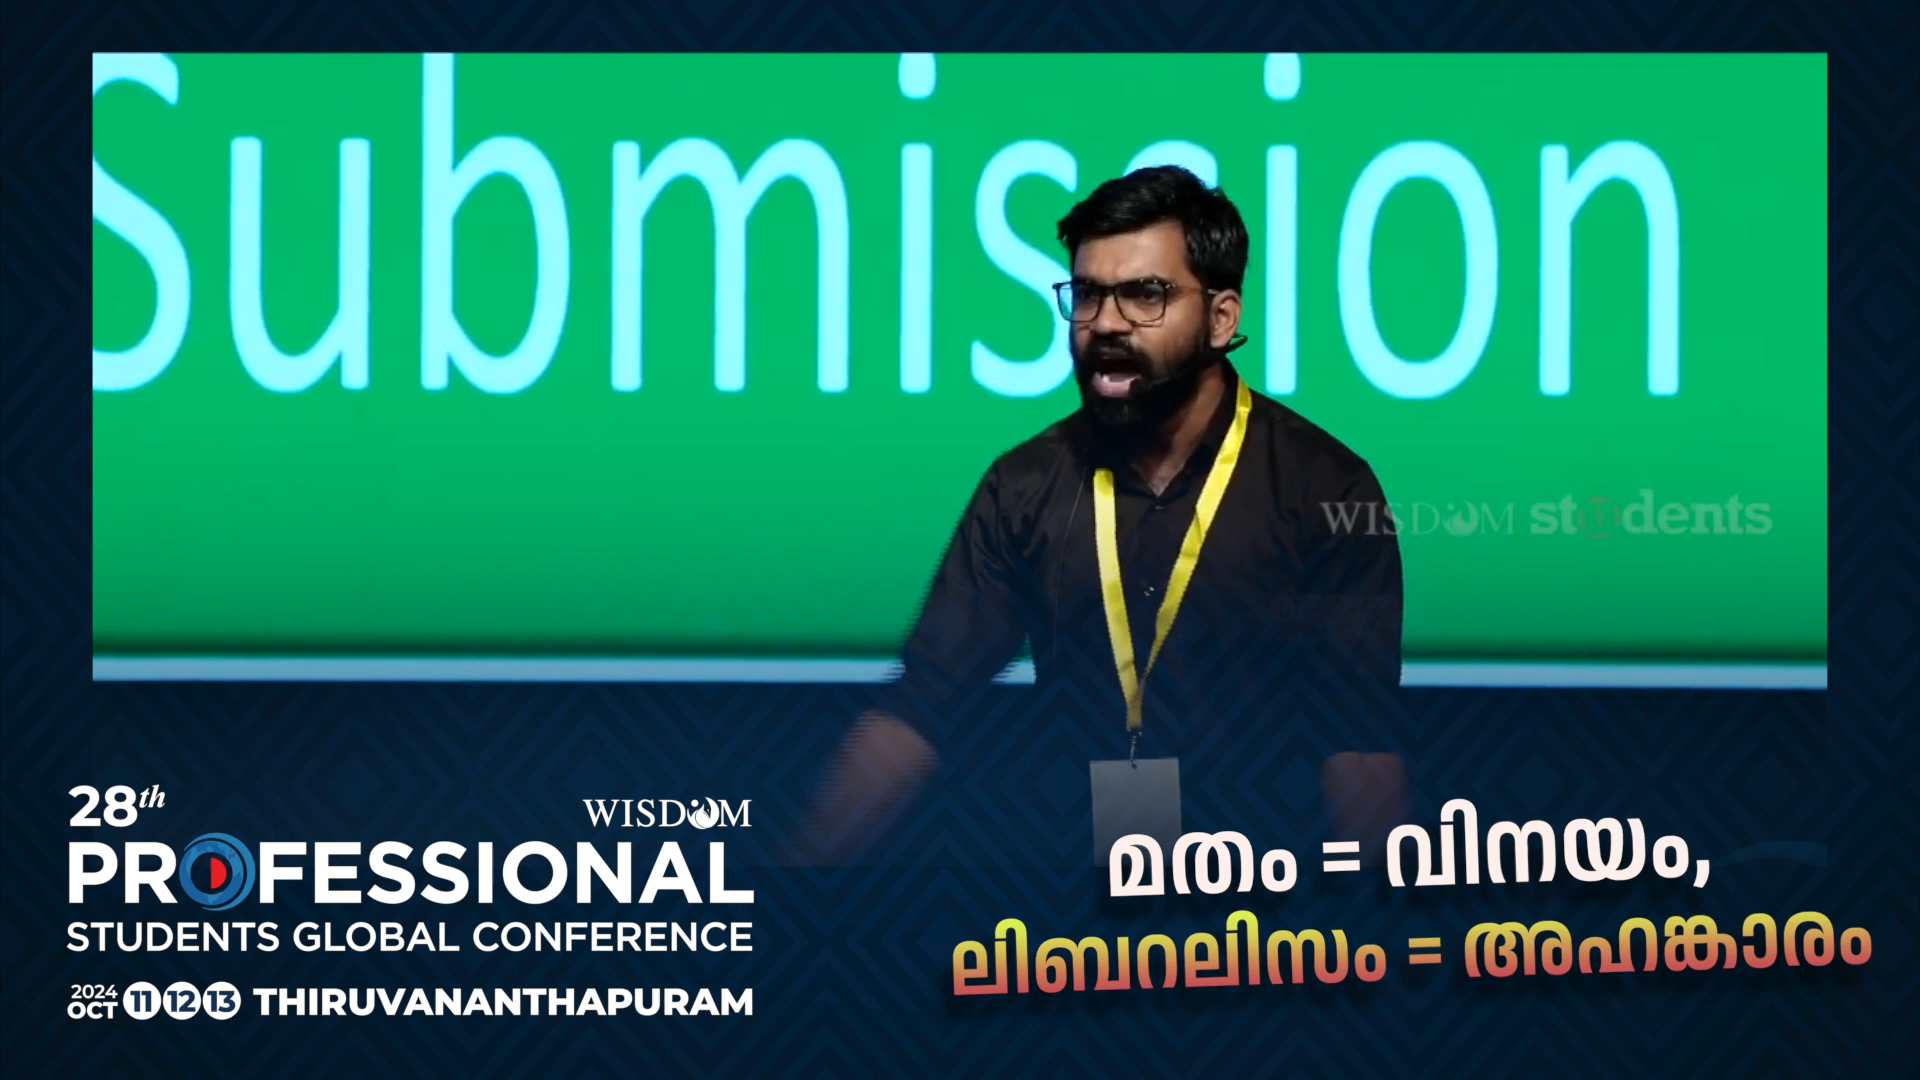 Submission
WISDOM students
28th
WISDOM
PROFESSIONAL
STUDENTS GLOBAL CONFERENCE
2024 OCT 11 12 13 THIRUVANANTHAPURAM
മതം = വിനയം,
ലിബറലിസം = അഹങ്കാരം